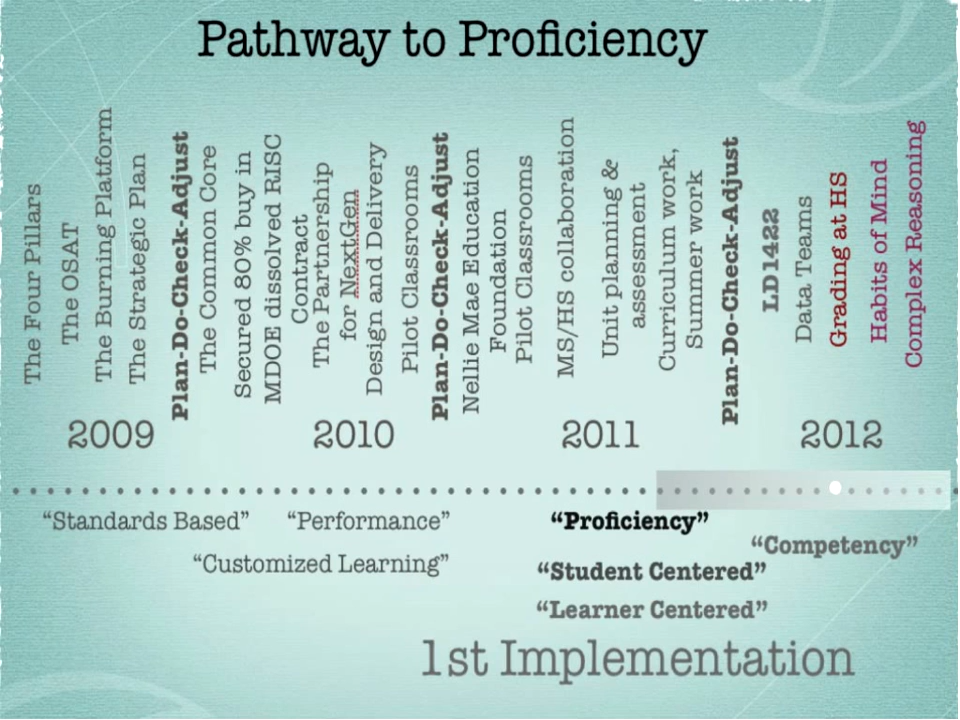 Pathway to Proficiency
The Four Pillars
The OSAT
The Burning Platform
The Strategic Plan
Plan-Do-Check-Adjust
The Common Core
Secured 80% buy in
MDOE dissolved RISC
Contract
The Partnership
for NextGen
Design and Delivery
Pilot Classrooms
Plan-Do-Check-Adjust
Nellie Mae Education
Foundation
Pilot Classrooms
MS/HS collaboration
Unit planning &
assessment
Curriculum work,
Summer work
Plan-Do-Check-Adjust
LD1422
Data Teams
Grading at HS
Habits of Mind
Complex Reasoning
2009
2010
2011
2012
“Standards Based”
“Performance”
“Proficiency”
“Competency”
“Customized Learning”
“Student Centered”
“Learner Centered”
1st Implementation